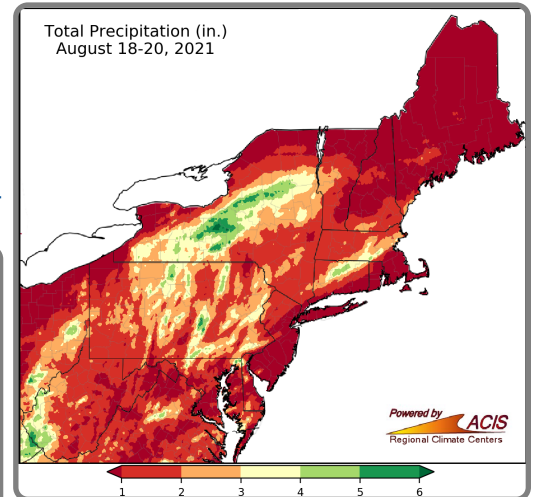 Total Precipitation (in.)
August 18-20, 2021
Powered by
ACIS
Regional Climate Centers
1 2 3 4 5 6